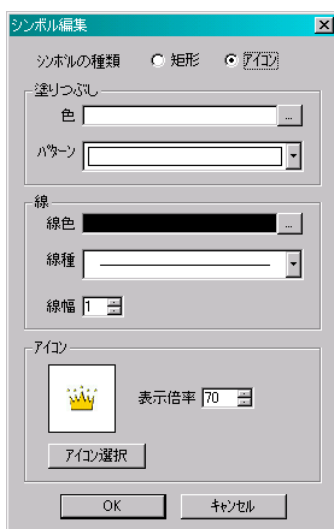 シンボル編集
シンボルの種類 矩形 アイコン
塗りつぶし
色 ...
パターン
線
線色 ...
線種
線幅 1
アイコン
表示倍率 70
アイコン選択
OK キャンセル